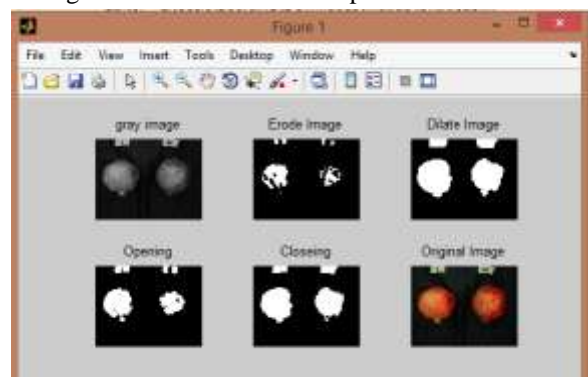 Figure 1
File Edit View Insert Tools Desktop Window Help
gray image Erode Image Dilate Image
Opening Closeing Original Image